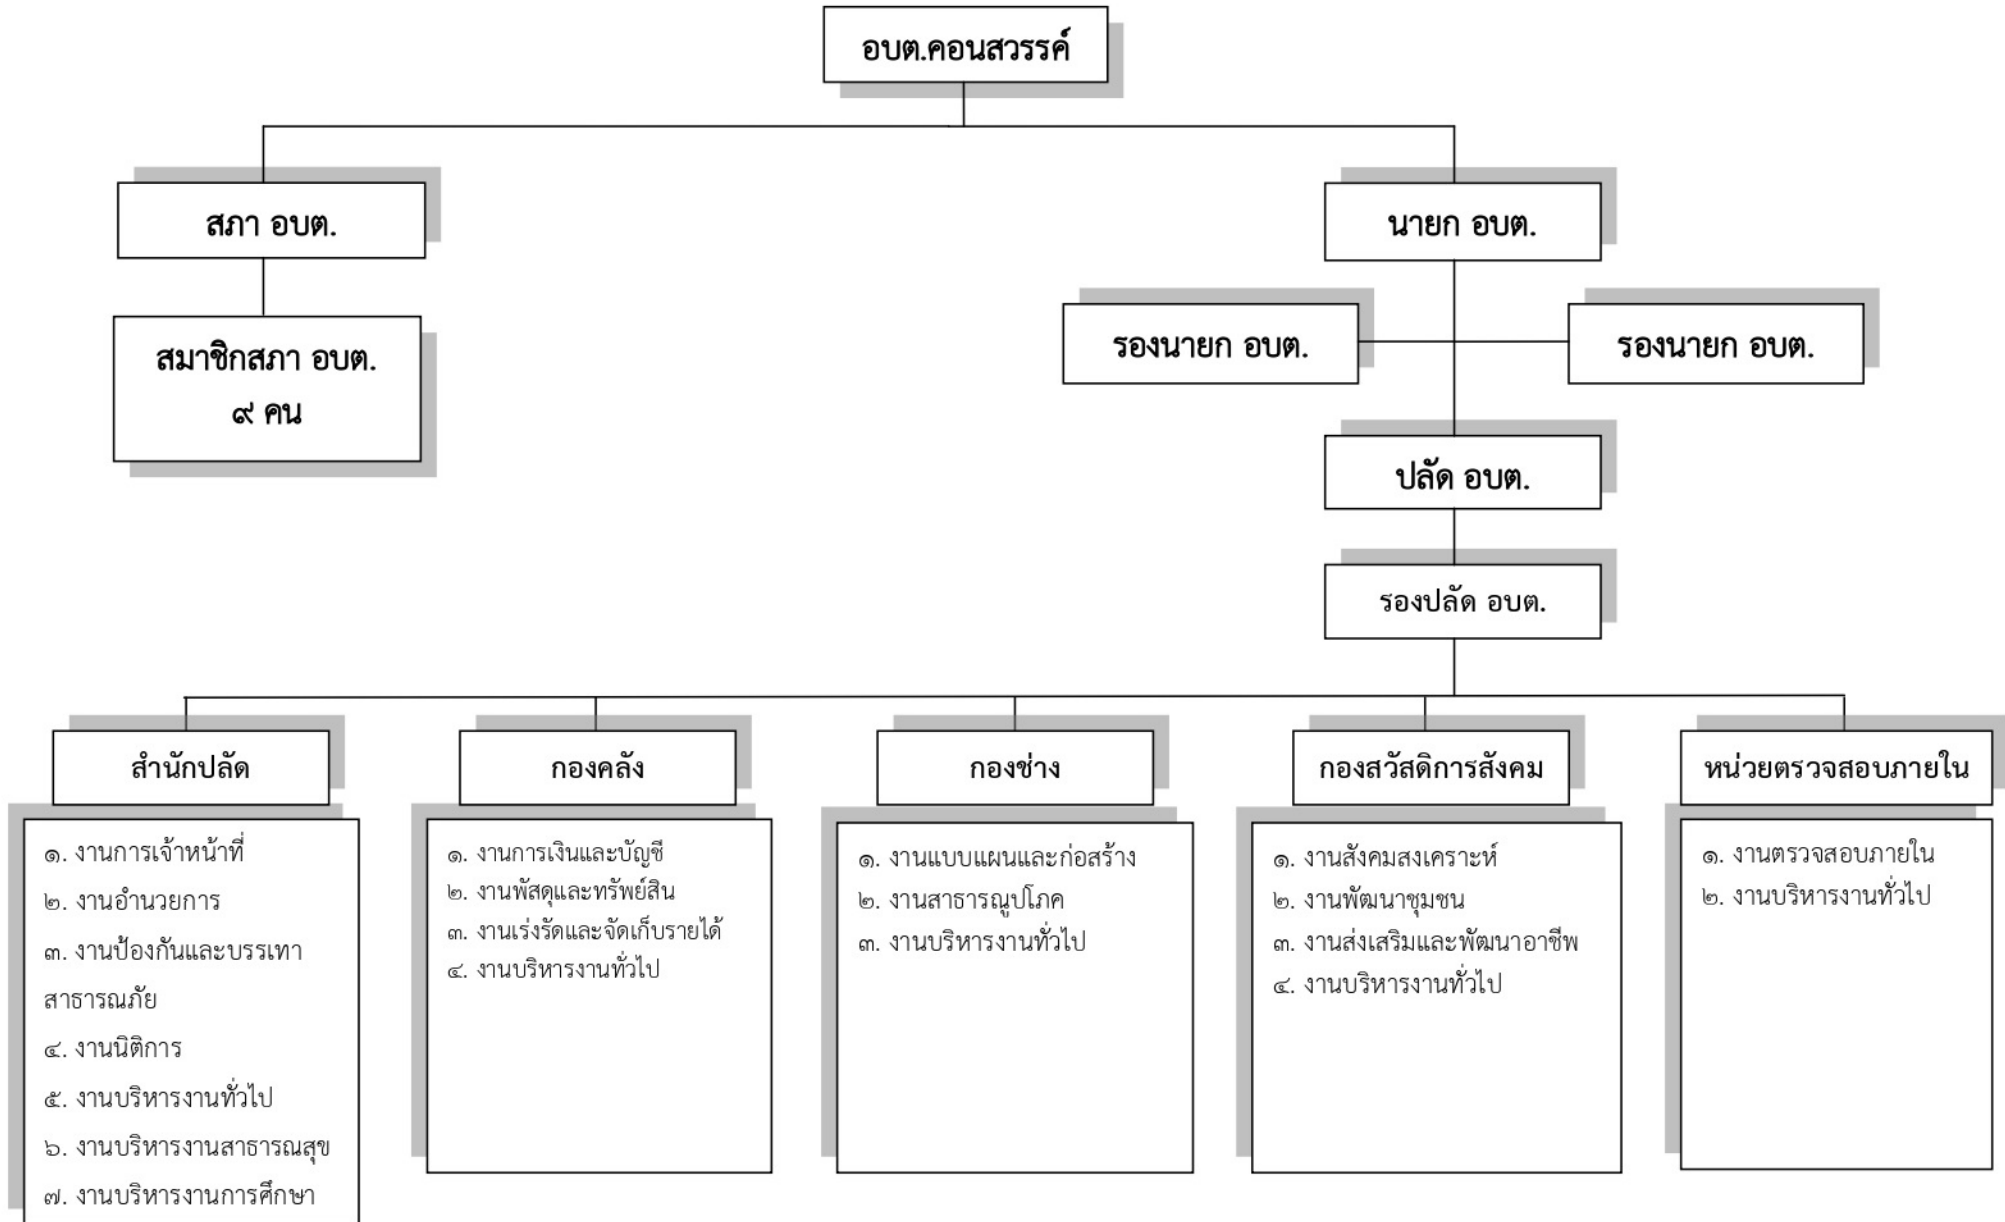 อบต.คอนสวรรค์
สภา อบต.
นายก อบต.
สมาชิกสภา อบต.
๙ คน
รองนายก อบต.
รองนายก อบต.
ปลัด อบต.
รองปลัด อบต.
สำนักปลัด
๑. งานการเจ้าหน้าที่
๒. งานอำนวยการ
๓. งานป้องกันและบรรเทา
สาธารณภัย
๔. งานนิติการ
๕. งานบริหารงานทั่วไป
๖. งานบริหารงานสาธารณสุข
๗. งานบริหารงานการศึกษา
กองคลัง
๑. งานการเงินและบัญชี
๒. งานพัสดุและทรัพย์สิน
๓. งานเร่งรัดและจัดเก็บรายได้
๔. งานบริหารงานทั่วไป
กองช่าง
๑. งานแบบแผนและก่อสร้าง
๒. งานสาธารณูปโภค
๓. งานบริหารงานทั่วไป
กองสวัสดิการสังคม
๑. งานสังคมสงเคราะห์
๒. งานพัฒนาชุมชน
๓. งานส่งเสริมและพัฒนาอาชีพ
๔. งานบริหารงานทั่วไป
หน่วยตรวจสอบภายใน
๑. งานตรวจสอบภายใน
๒. งานบริหารงานทั่วไป